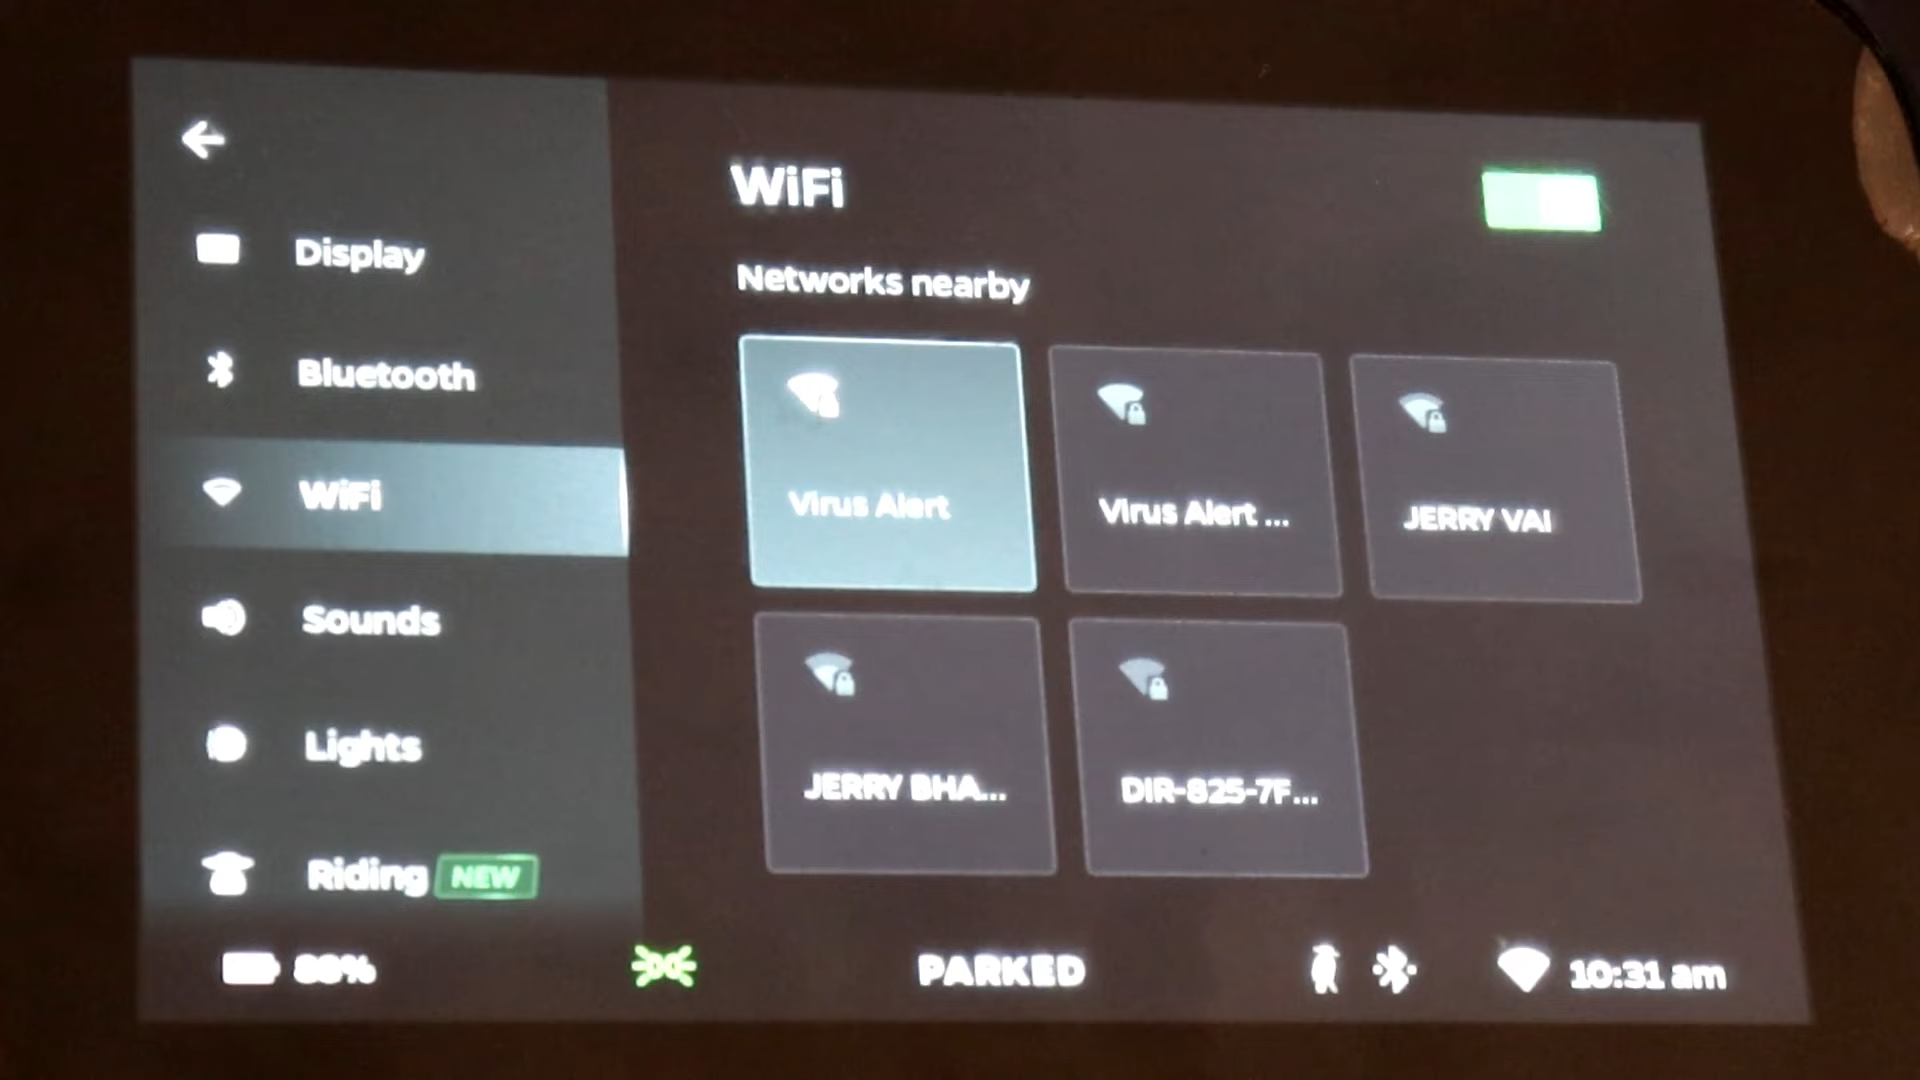 WiFi
Networks nearby
Display
Bluetooth
WiFi
Sounds
Lights
Riding NEW
Virus Alert
Virus Alert ...
JERRY VAI
JERRY BHA...
DIR-825-7F...
PARKED
10:31 am